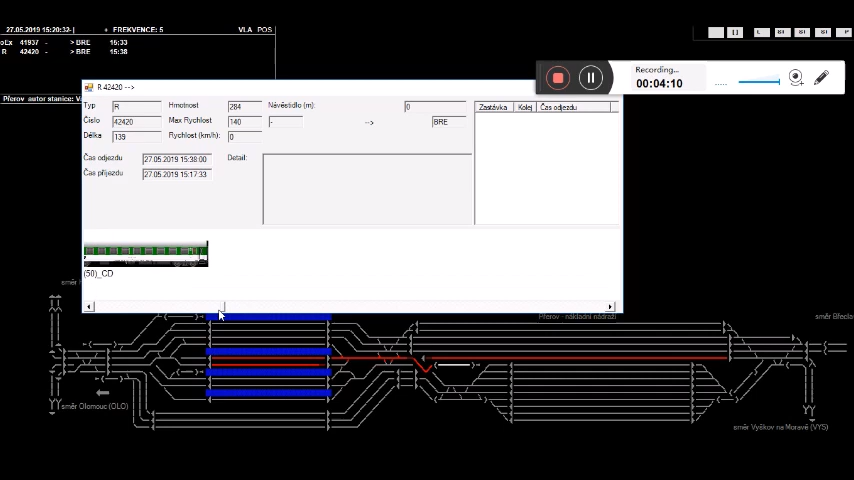 27.05.2019 15:20:32-|
+ FREKVENCE: 5
VLA POS
oEx 41937 - > BRE 15:33
R 42420 - > BRE 15:38
Recording...
00:04:10
R 42420 -->
Přerov autor stanice:
Typ R Hmotnost 284 Návěstidlo (m): 0
Číslo 42420 Max Rychlost 140 - --> BRE
Délka 139 Rychlost (km/h): 0
Zastávka Kolej Čas odjezdu
Čas odjezdu 27.05.2019 15:38:00 Detail:
Čas příjezdu 27.05.2019 15:17:33
(50)_CD
směr
Přerov - nákladní nádraží
směr Břecla
směr Olomouc (OLO)
směr Vyškov na Moravě (VYS)